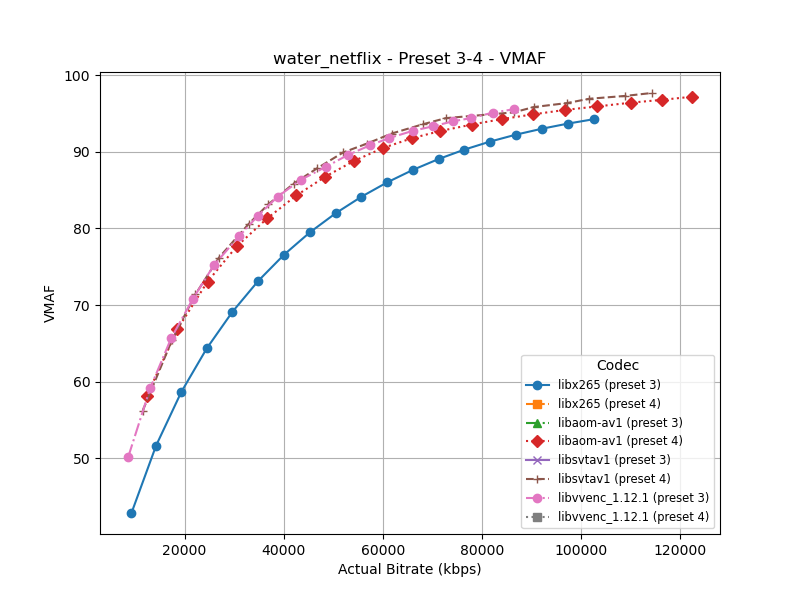 water_netflix - Preset 3-4 - VMAF
100
90
80
70
60
50
VMAF
20000
40000
60000
80000
100000
120000
Actual Bitrate (kbps)
Codec
libx265 (preset 3)
libx265 (preset 4)
libaom-av1 (preset 3)
libaom-av1 (preset 4)
libsvtav1 (preset 3)
libsvtav1 (preset 4)
libvvenc_1.12.1 (preset 3)
libvvenc_1.12.1 (preset 4)